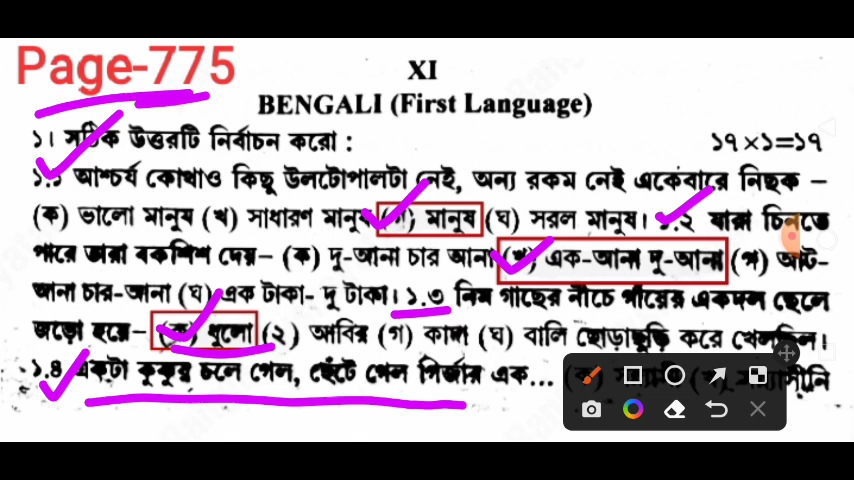 Page-775
XI
BENGALI (First Language)
১। সঠিক উত্তরটি নির্বাচন করো : ১৭ × ১ = ১৭
১.১ আশ্চর্য কোথাও কিছু উলটোপালটা নেই, অন্য রকম নেই একেবারে নিছক –
(ক) ভালো মানুষ (খ) সাধারণ মানুষ (গ) মানুষ (ঘ) সরল মানুষ। ১.২ যারা চিনতে
পারে তারা বকশিশ দেয়– (ক) দু-আনা চার আনা (খ) এক-আনা দু-আনা (গ) আট-
আনা চার-আনা (ঘ) এক টাকা- দু টাকা। ১.৩ নিম গাছের নীচে গাঁয়ের একদল ছেলে
জড়ো হয়ে– (ক) ধুলো (২) আবির (গ) কাদা (ঘ) বালি ছোড়াছুড়ি করে খেলছিল।
১.৪ একটা কুকুর চলে গেল, হেঁটে গেল গির্জার এক... (ক)